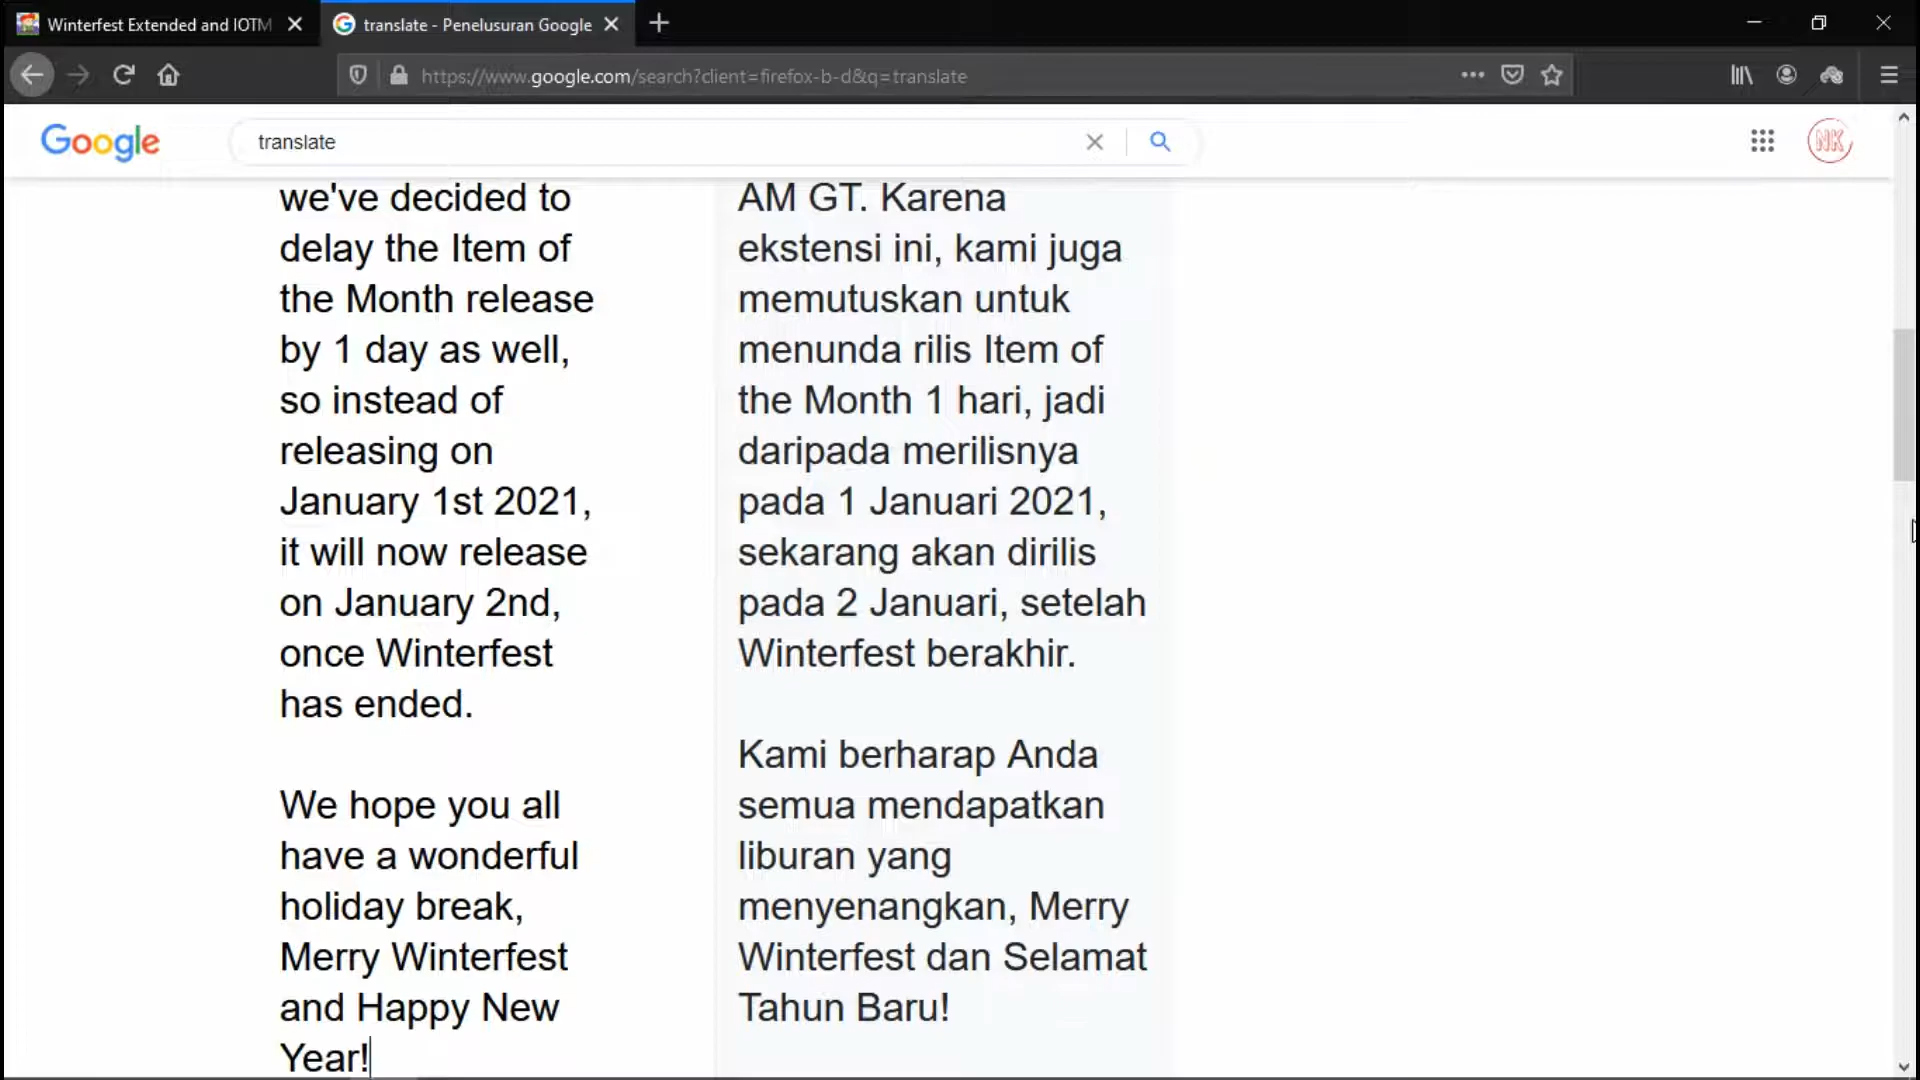 Winterfest Extended and IOTM
translate - Penelusuran Google
https://www.google.com/search?client=firefox-b-d&q=translate
Google
translate
NK
we've decided to
delay the Item of
the Month release
by 1 day as well,
so instead of
releasing on
January 1st 2021,
it will now release
on January 2nd,
once Winterfest
has ended.
We hope you all
have a wonderful
holiday break,
Merry Winterfest
and Happy New
Year!
AM GT. Karena
ekstensi ini, kami juga
memutuskan untuk
menunda rilis Item of
the Month 1 hari, jadi
daripada merilisnya
pada 1 Januari 2021,
sekarang akan dirilis
pada 2 Januari, setelah
Winterfest berakhir.
Kami berharap Anda
semua mendapatkan
liburan yang
menyenangkan, Merry
Winterfest dan Selamat
Tahun Baru!